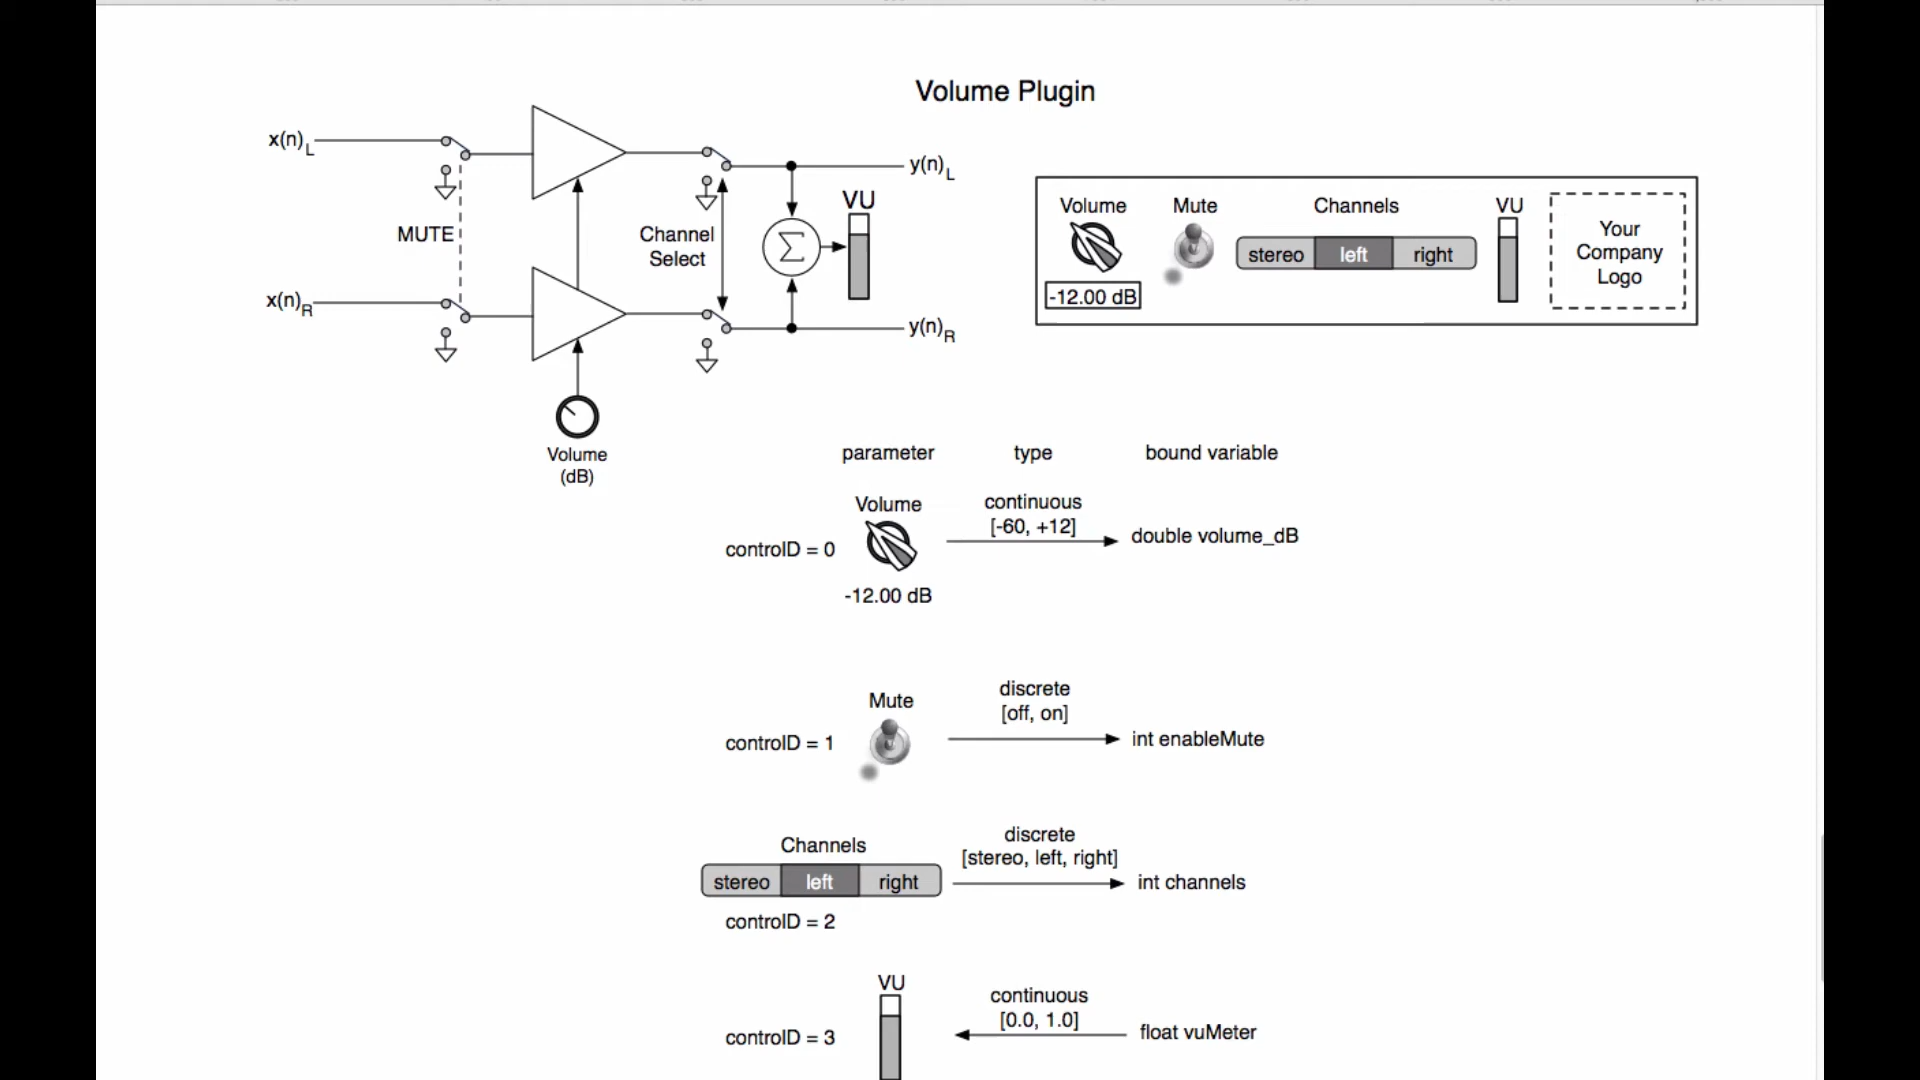 Volume Plugin
x(n)L
y(n)L
VU
MUTE
Channel
Select
Σ
x(n)R
y(n)R
Volume
(dB)
Volume
Mute
Channels
VU
stereo left right
-12.00 dB
Your
Company
Logo
parameter type bound variable
Volume
continuous
[-60, +12]
controlD = 0
double volume_dB
-12.00 dB
Mute
discrete
[off, on]
controlD = 1
int enableMute
Channels
discrete
[stereo, left, right]
stereo left right
int channels
controlD = 2
VU
continuous
[0.0, 1.0]
controlD = 3
float vuMeter